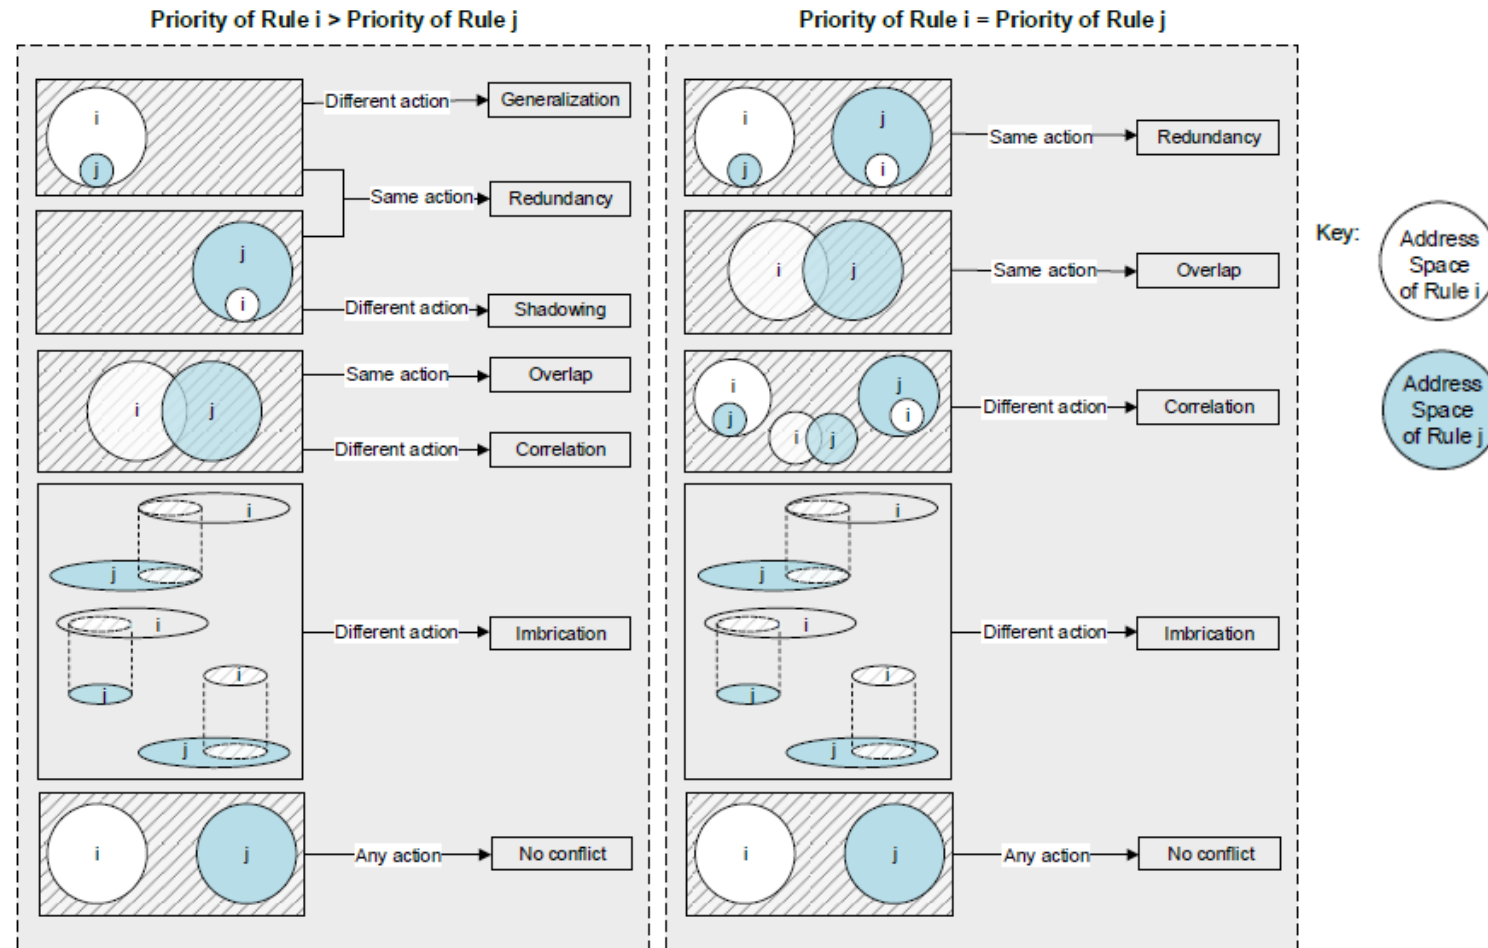 Priority of Rule i > Priority of Rule j
i
j
Different action
Generalization
Same action
Redundancy
j
i
Different action
Shadowing
i
j
Same action
Overlap
Different action
Correlation
i
j
i
j
i
j
Different action
Imbrication
i
j
Any action
No conflict
Priority of Rule i = Priority of Rule j
i
j
j
i
Same action
Redundancy
i
j
Same action
Overlap
i
j
i
j
j
i
Different action
Correlation
i
j
i
j
i
j
Different action
Imbrication
i
j
Any action
No conflict
Key:
Address
Space
of Rule i
Address
Space
of Rule j